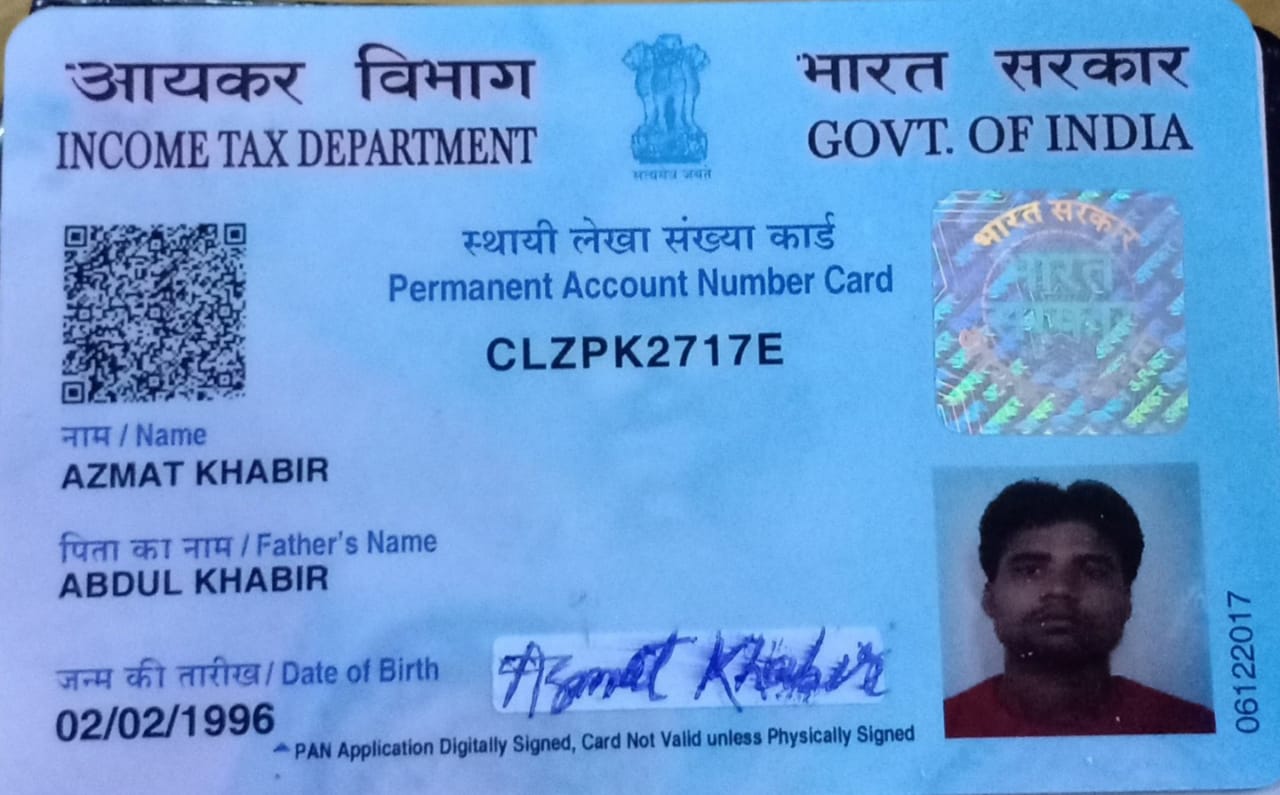 आयकर विभाग
INCOME TAX DEPARTMENT
सत्यमेव जयते
भारत सरकार
GOVT. OF INDIA
स्थायी लेखा संख्या कार्ड
Permanent Account Number Card
CLZPK2717E
भारत सरकार
भारत
नाम / Name
AZMAT KHABIR
पिता का नाम / Father's Name
ABDUL KHABIR
जन्म की तारीख / Date of Birth
02/02/1996
Azmat Khabir
PAN Application Digitally Signed, Card Not Valid unless Physically Signed
06122017